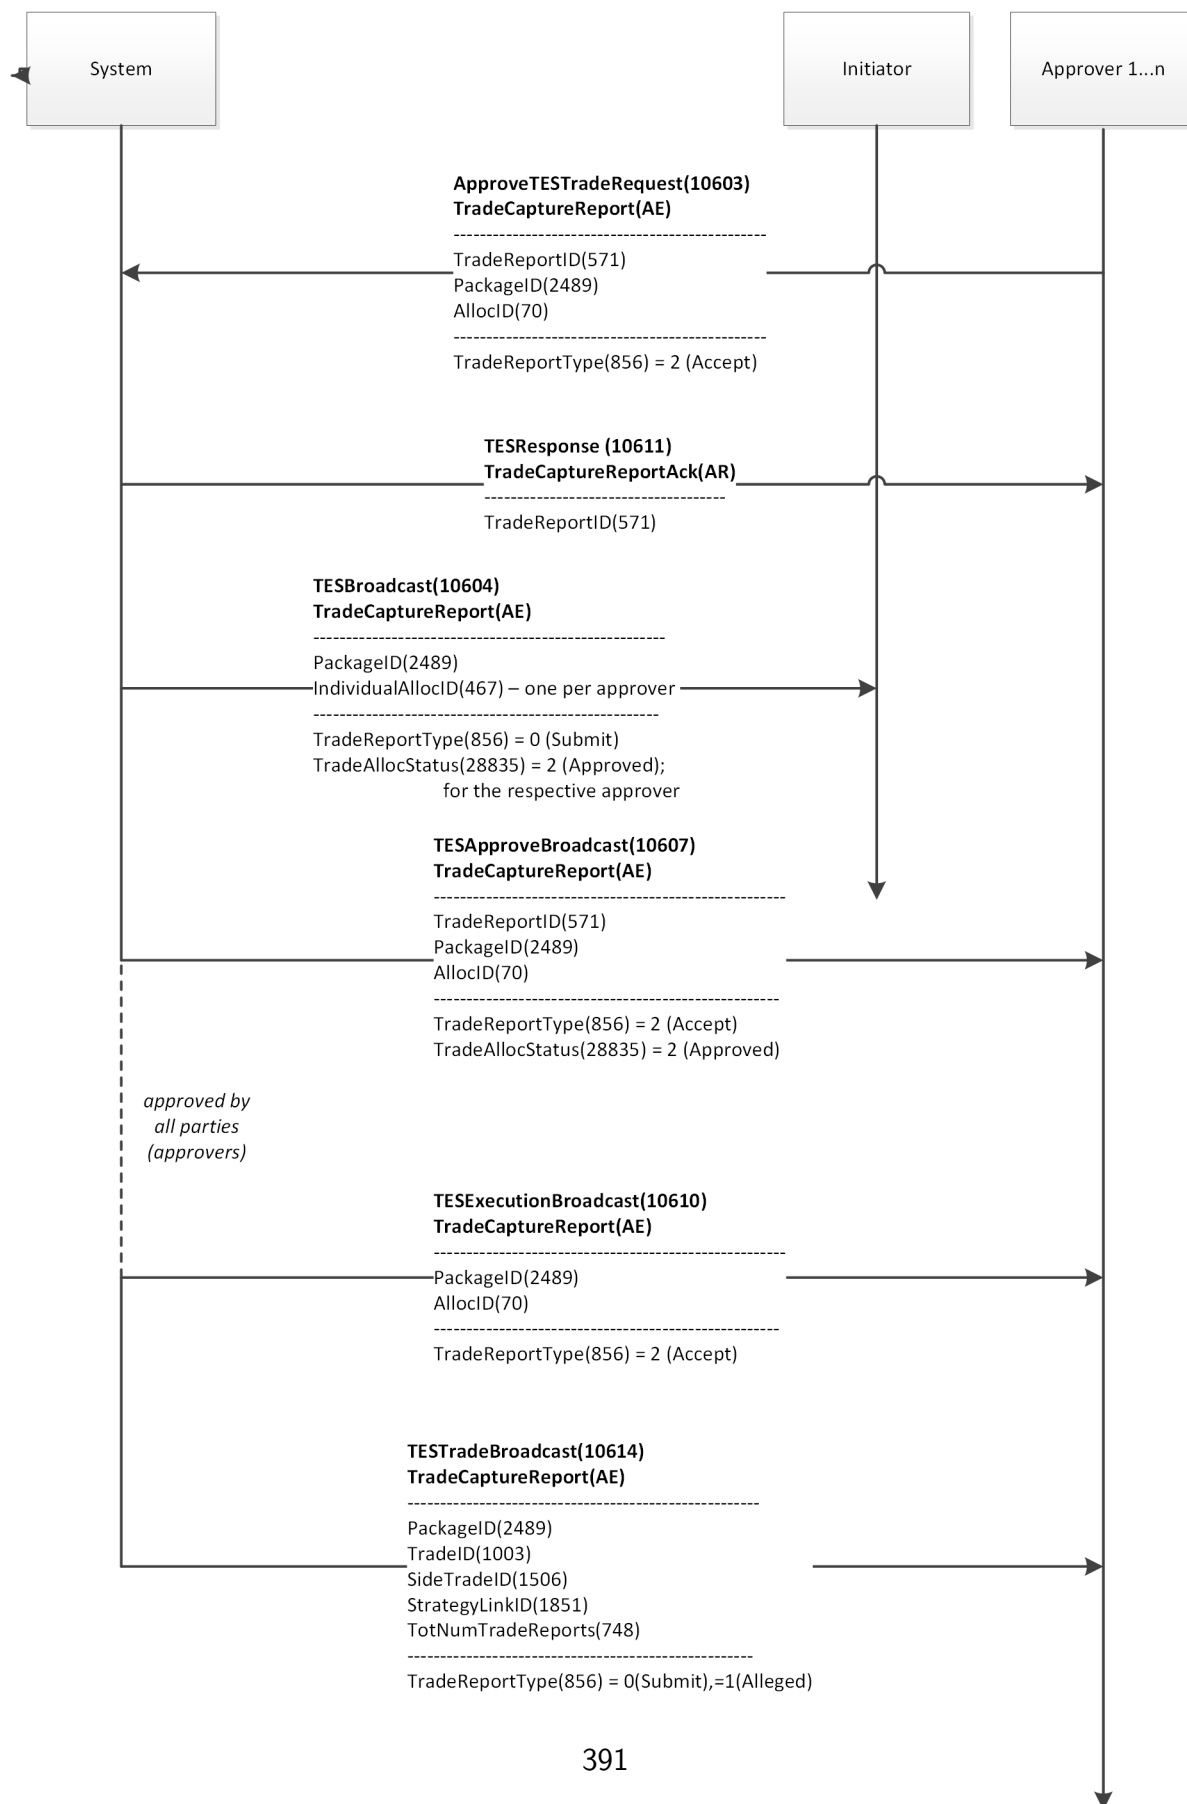 System
Initiator
Approver 1...n
ApproveTESTradeRequest(10603)
TradeCaptureReport(AE)
------------------------------------------------
TradeReportID(571)
PackageID(2489)
AllocID(70)
------------------------------------------------
TradeReportType(856) = 2 (Accept)
TESResponse (10611)
TradeCaptureReportAck(AR)
-------------------------------------
TradeReportID(571)
TESBroadcast(10604)
TradeCaptureReport(AE)
------------------------------------------------------
PackageID(2489)
IndividualAllocID(467) – one per approver
-----------------------------------------------------
TradeReportType(856) = 0 (Submit)
TradeAllocStatus(28835) = 2 (Approved);
for the respective approver
TESApproveBroadcast(10607)
TradeCaptureReport(AE)
------------------------------------------------------
TradeReportID(571)
PackageID(2489)
AllocID(70)
-----------------------------------------------------
TradeReportType(856) = 2 (Accept)
TradeAllocStatus(28835) = 2 (Approved)
approved by
all parties
(approvers)
TESExecutionBroadcast(10610)
TradeCaptureReport(AE)
------------------------------------------------------
PackageID(2489)
AllocID(70)
-----------------------------------------------------
TradeReportType(856) = 2 (Accept)
TESTradeBroadcast(10614)
TradeCaptureReport(AE)
------------------------------------------------------
PackageID(2489)
TradeID(1003)
SideTradeID(1506)
StrategyLinkID(1851)
TotNumTradeReports(748)
-----------------------------------------------------
TradeReportType(856) = 0(Submit),=1(Alleged)
391